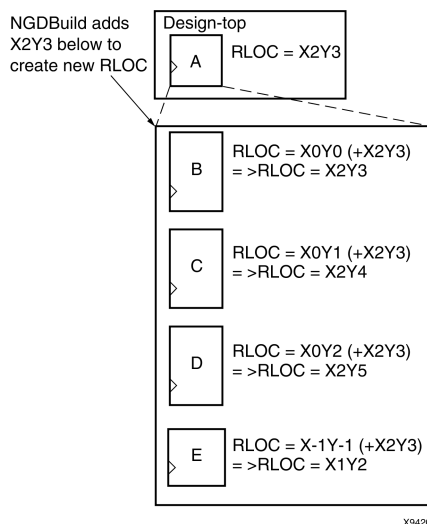 NGDBuild adds
X2Y3 below to
create new RLOC
Design-top
A
RLOC = X2Y3
B
RLOC = X0Y0 (+X2Y3)
= >RLOC = X2Y3
C
RLOC = X0Y1 (+X2Y3)
= >RLOC = X2Y4
D
RLOC = X0Y2 (+X2Y3)
= >RLOC = X2Y5
E
RLOC = X-1Y-1 (+X2Y3)
= >RLOC = X1Y2